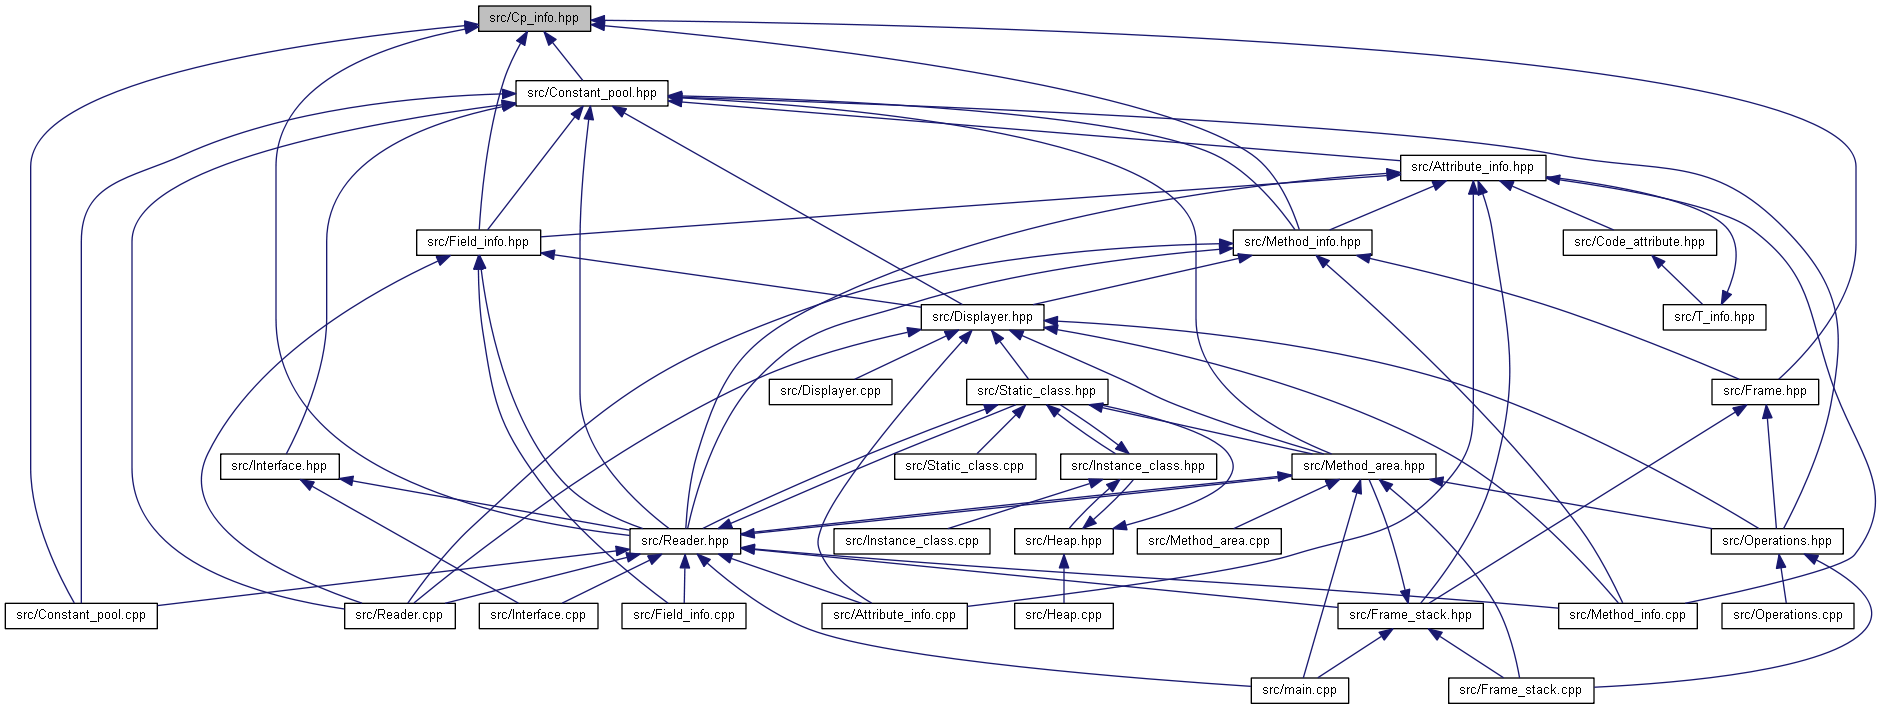 src/Cp_info.hpp
src/Constant_pool.hpp
src/Attribute_info.hpp
src/Field_info.hpp
src/Method_info.hpp
src/Code_attribute.hpp
src/Displayer.hpp
src/T_info.hpp
src/Displayer.cpp
src/Static_class.hpp
src/Frame.hpp
src/Interface.hpp
src/Static_class.cpp
src/Instance_class.hpp
src/Method_area.hpp
src/Reader.hpp
src/Instance_class.cpp
src/Heap.hpp
src/Method_area.cpp
src/Operations.hpp
src/Constant_pool.cpp
src/Reader.cpp
src/Interface.cpp
src/Field_info.cpp
src/Attribute_info.cpp
src/Heap.cpp
src/Frame_stack.hpp
src/Method_info.cpp
src/Operations.cpp
src/main.cpp
src/Frame_stack.cpp